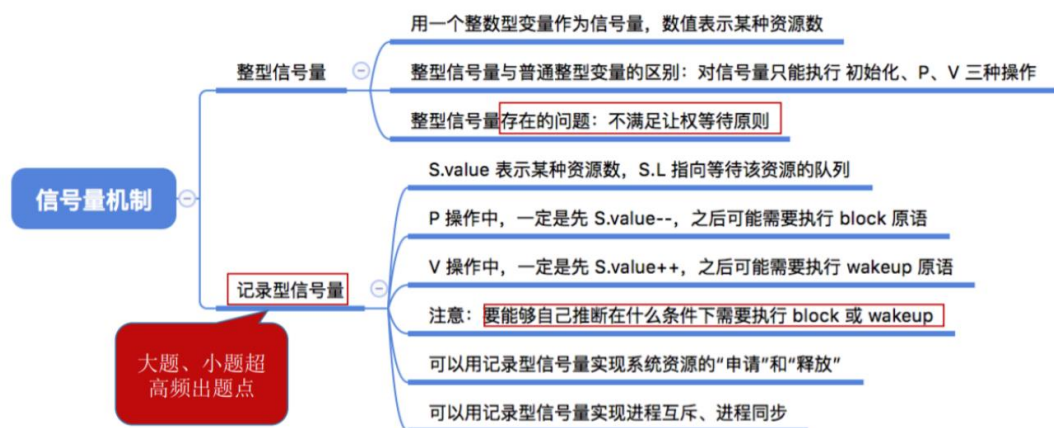 用一个整数型变量作为信号量，数值表示某种资源数
整型信号量
整型信号量与普通整型变量的区别：对信号量只能执行 初始化、P、V 三种操作
整型信号量存在的问题：不满足让权等待原则
信号量机制
S.value 表示某种资源数，S.L 指向等待该资源的队列
P 操作中，一定是先 S.value--，之后可能需要执行 block 原语
V 操作中，一定是先 S.value++，之后可能需要执行 wakeup 原语
记录型信号量
注意：要能够自己推断在什么条件下需要执行 block 或 wakeup
可以用记录型信号量实现系统资源的“申请”和“释放”
可以用记录型信号量实现进程互斥、进程同步
大题、小题超
高频出题点